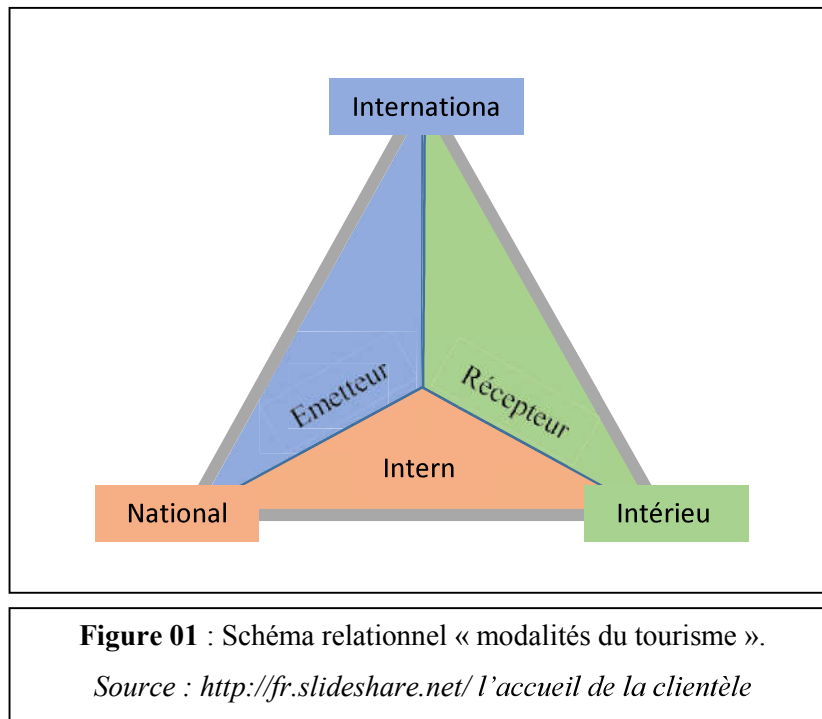 Internationa
Emetteur
Récepteur
Intern
National
Intérieu
Figure 01 : Schéma relationnel « modalités du tourisme ».
Source : http://fr.slideshare.net/ l’accueil de la clientèle